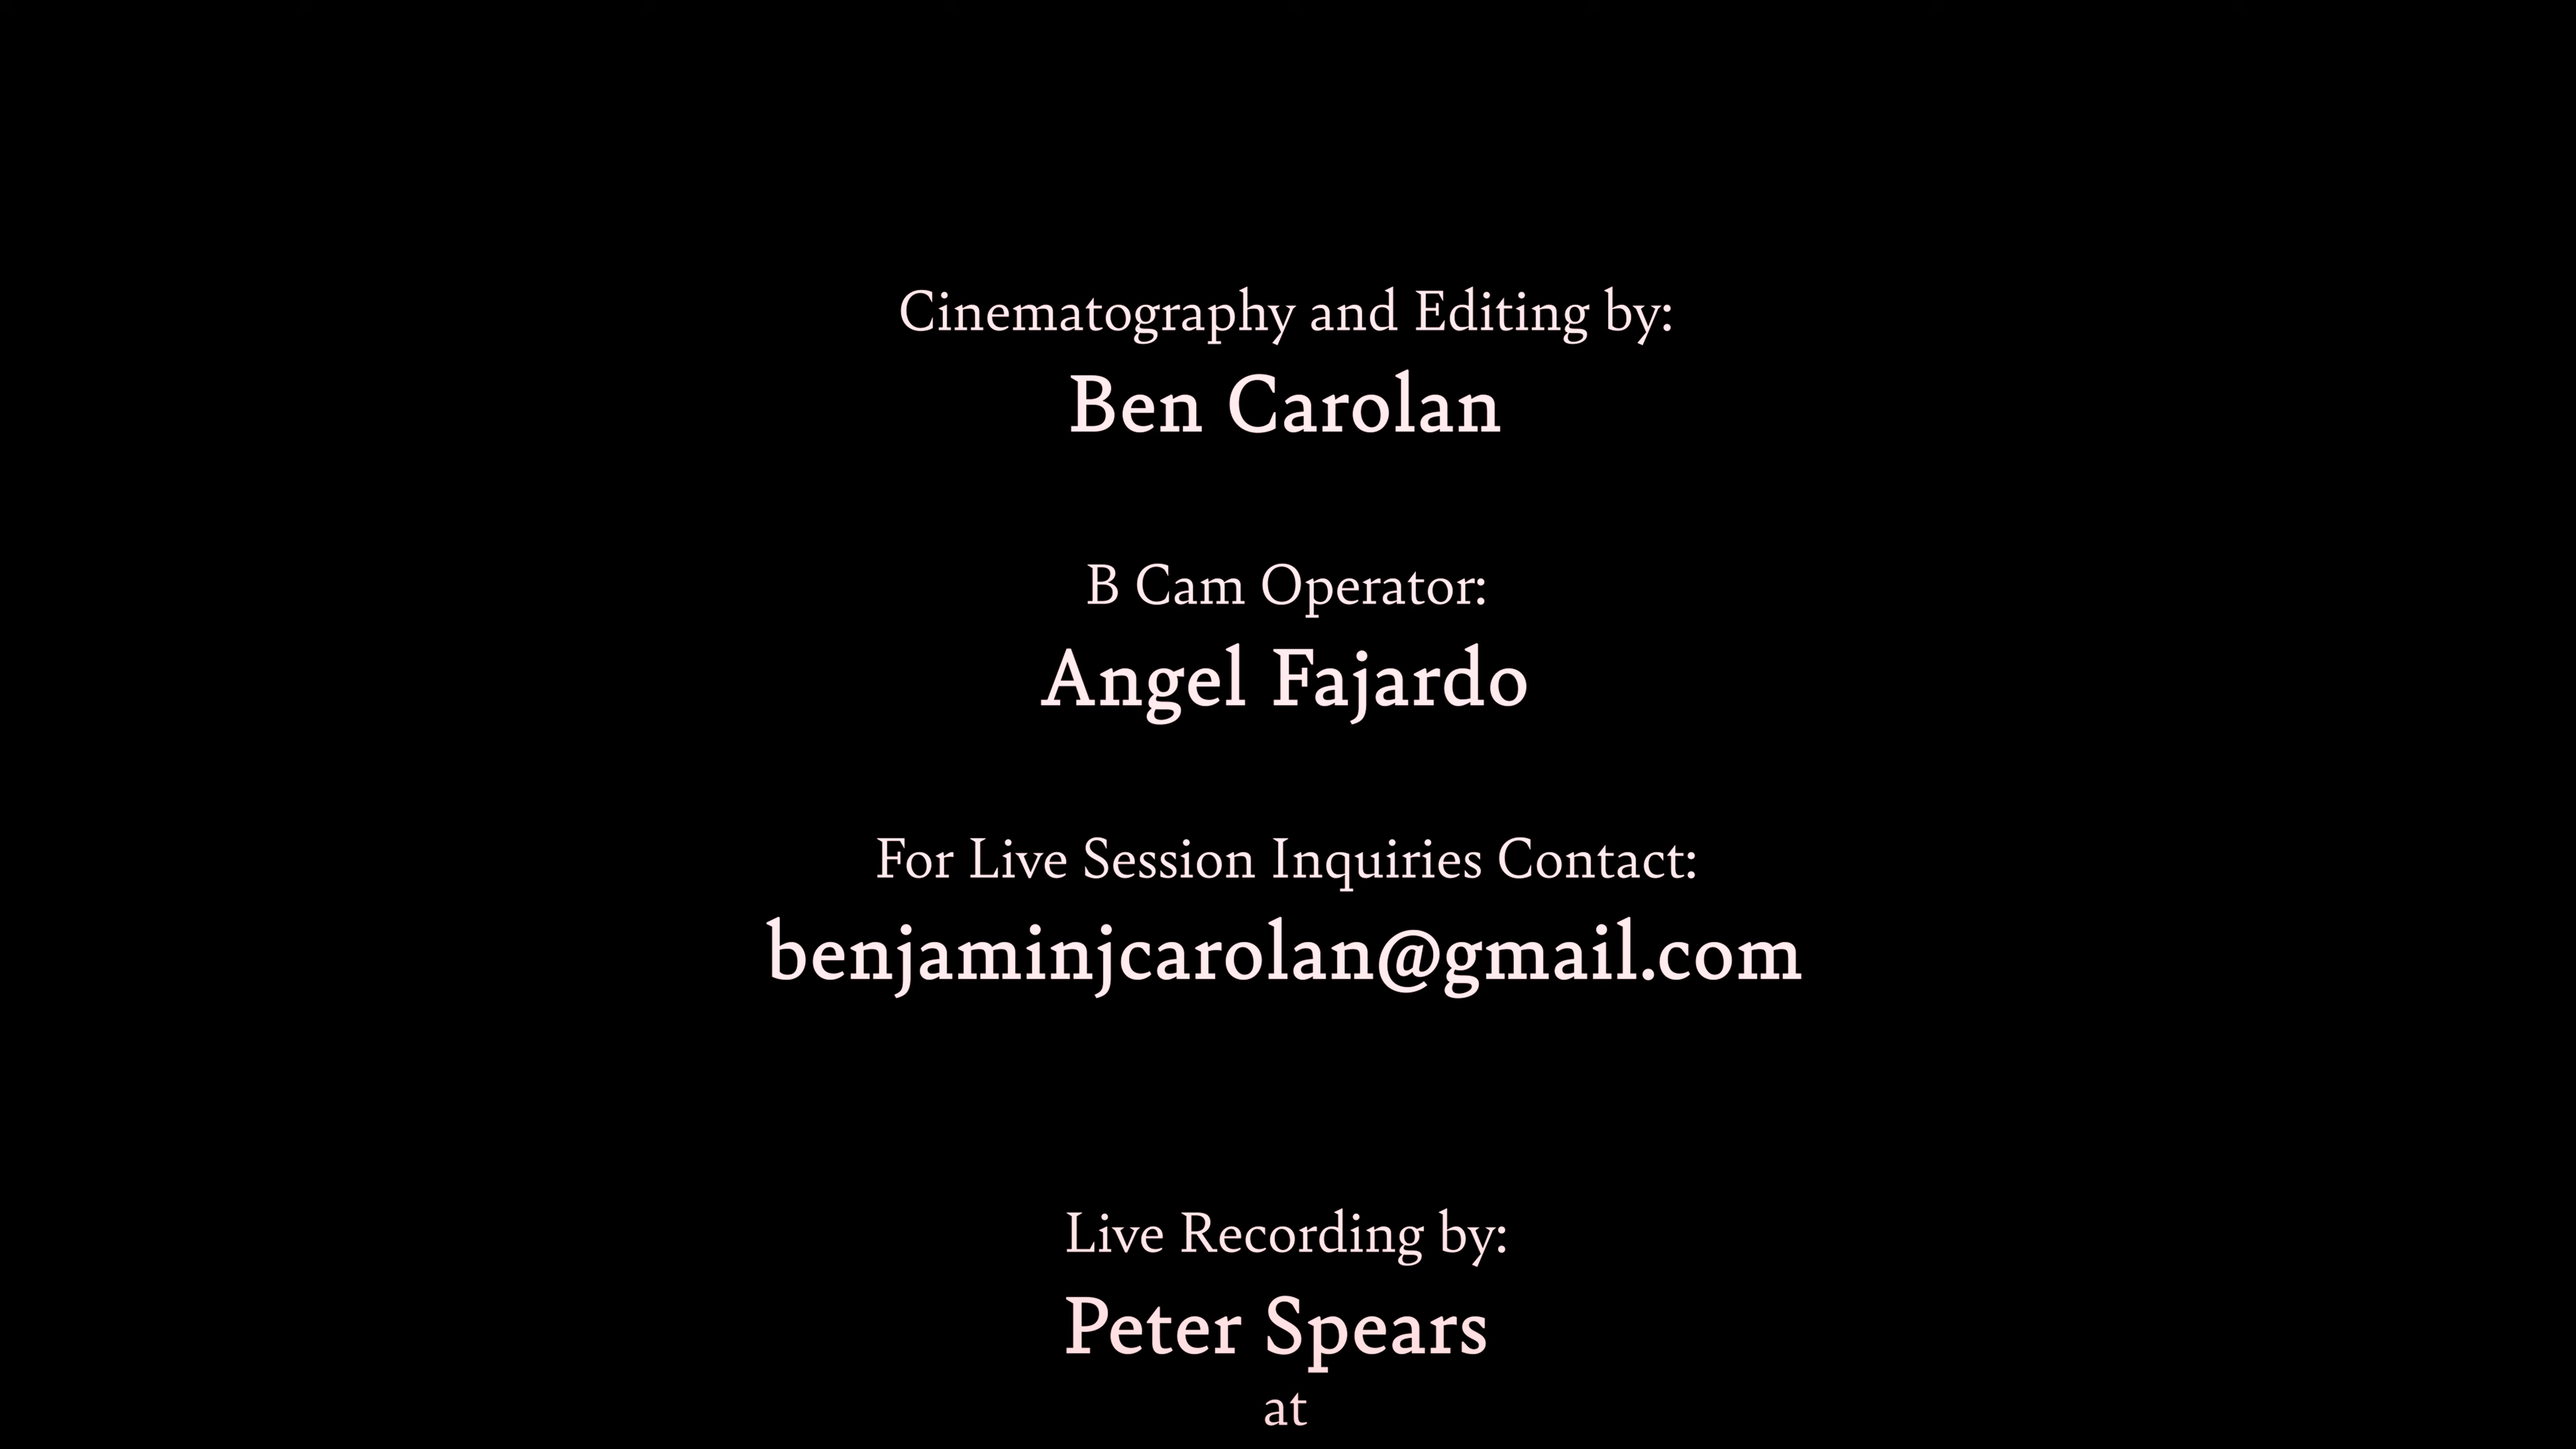 Cinematography and Editing by:
Ben Carolan
B Cam Operator:
Angel Fajardo
For Live Session Inquiries Contact:
benjaminjcarolan@gmail.com
Live Recording by:
Peter Spears
at